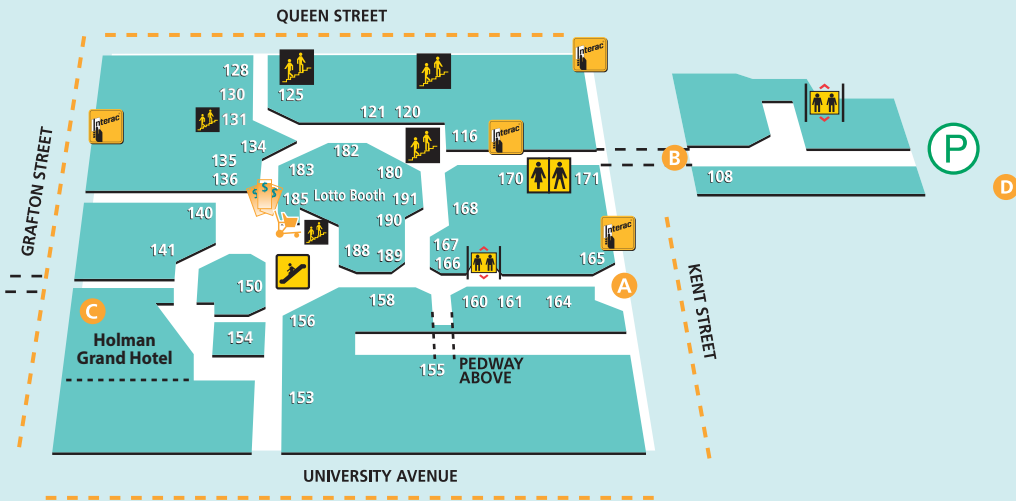 QUEEN STREET
Interac
128
130
125
131
121 120
Interac
116
Interac
134
182
135
183
180
136
170
171
B
108
P
D
185 Lotto Booth 191
$ $ $
140
190
168
GRAFTON STREET
141
188 189
167
166
Interac
165
150
A
KENT STREET
158
160 161 164
C
156
Holman
Grand Hotel
154
155
PEDWAY
ABOVE
153
UNIVERSITY AVENUE